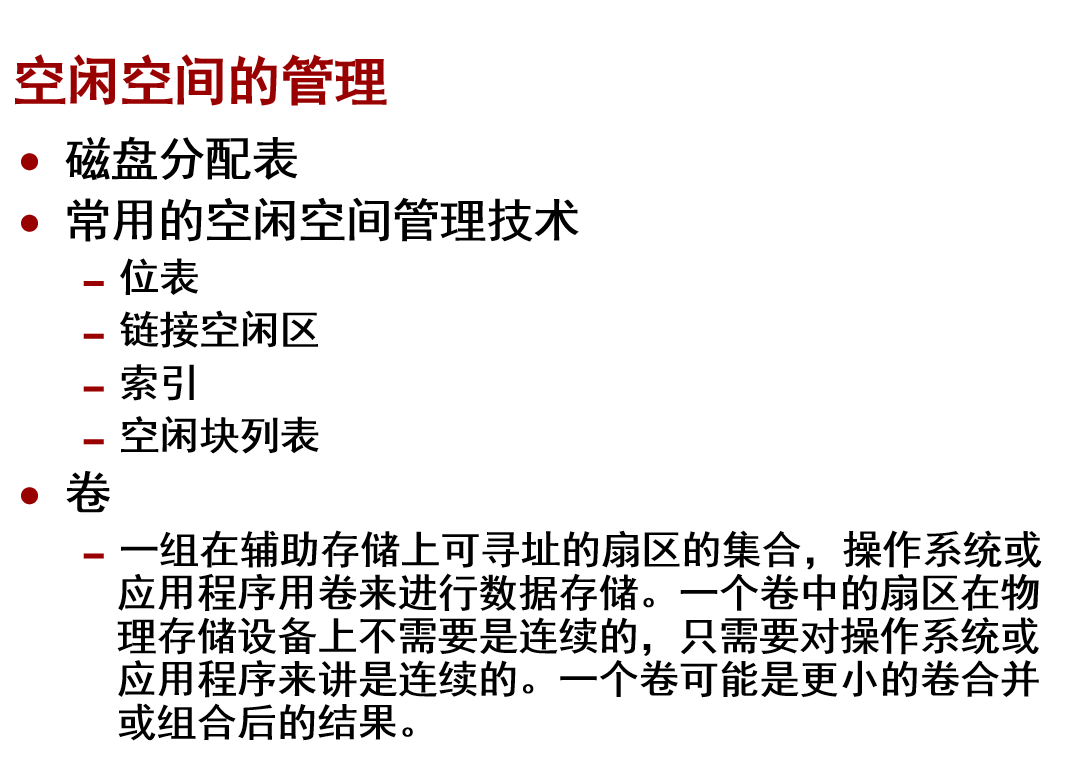 空闲空间的管理
• 磁盘分配表
• 常用的空闲空间管理技术
– 位表
– 链接空闲区
– 索引
– 空闲块列表
• 卷
– 一组在辅助存储上可寻址的扇区的集合，操作系统或
应用程序用卷来进行数据存储。一个卷中的扇区在物
理存储设备上不需要是连续的，只需要对操作系统或
应用程序来讲是连续的。一个卷可能是更小的卷合并
或组合后的结果。